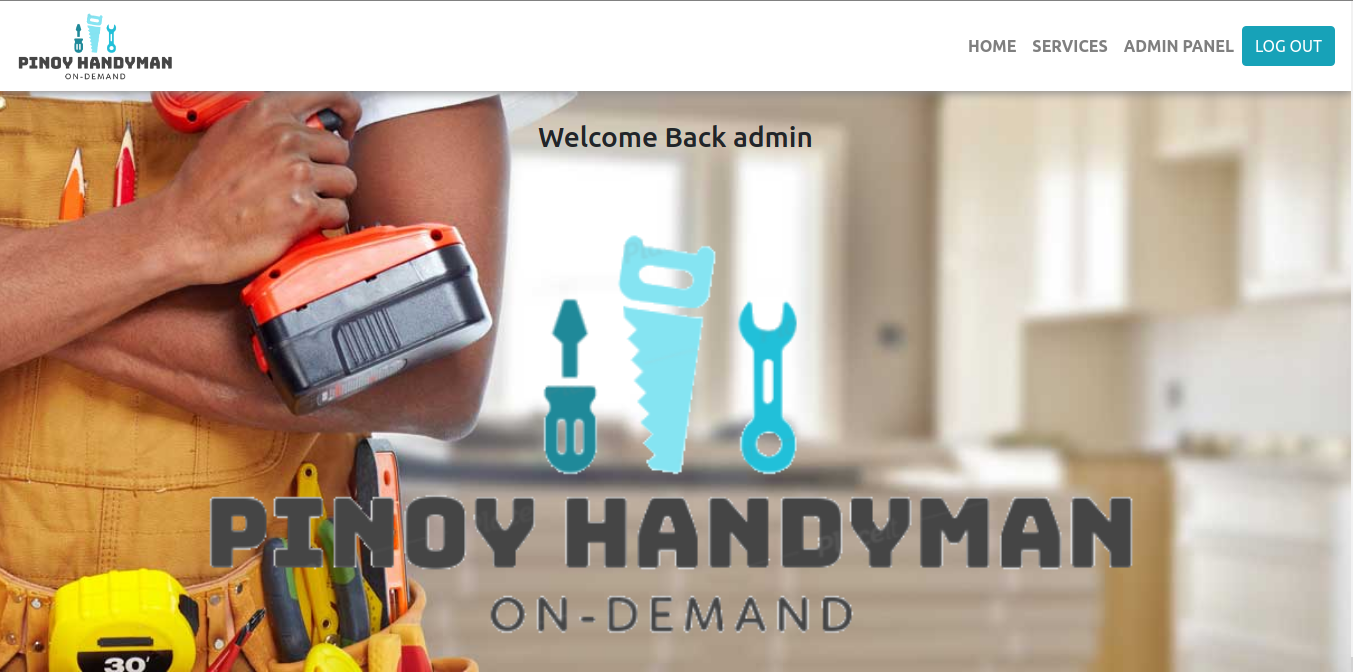 PINOY HANDYMAN
ON-DEMAND
HOME SERVICES ADMIN PANEL LOG OUT
Welcome Back admin
PINOY HANDYMAN
ON-DEMAND
30'